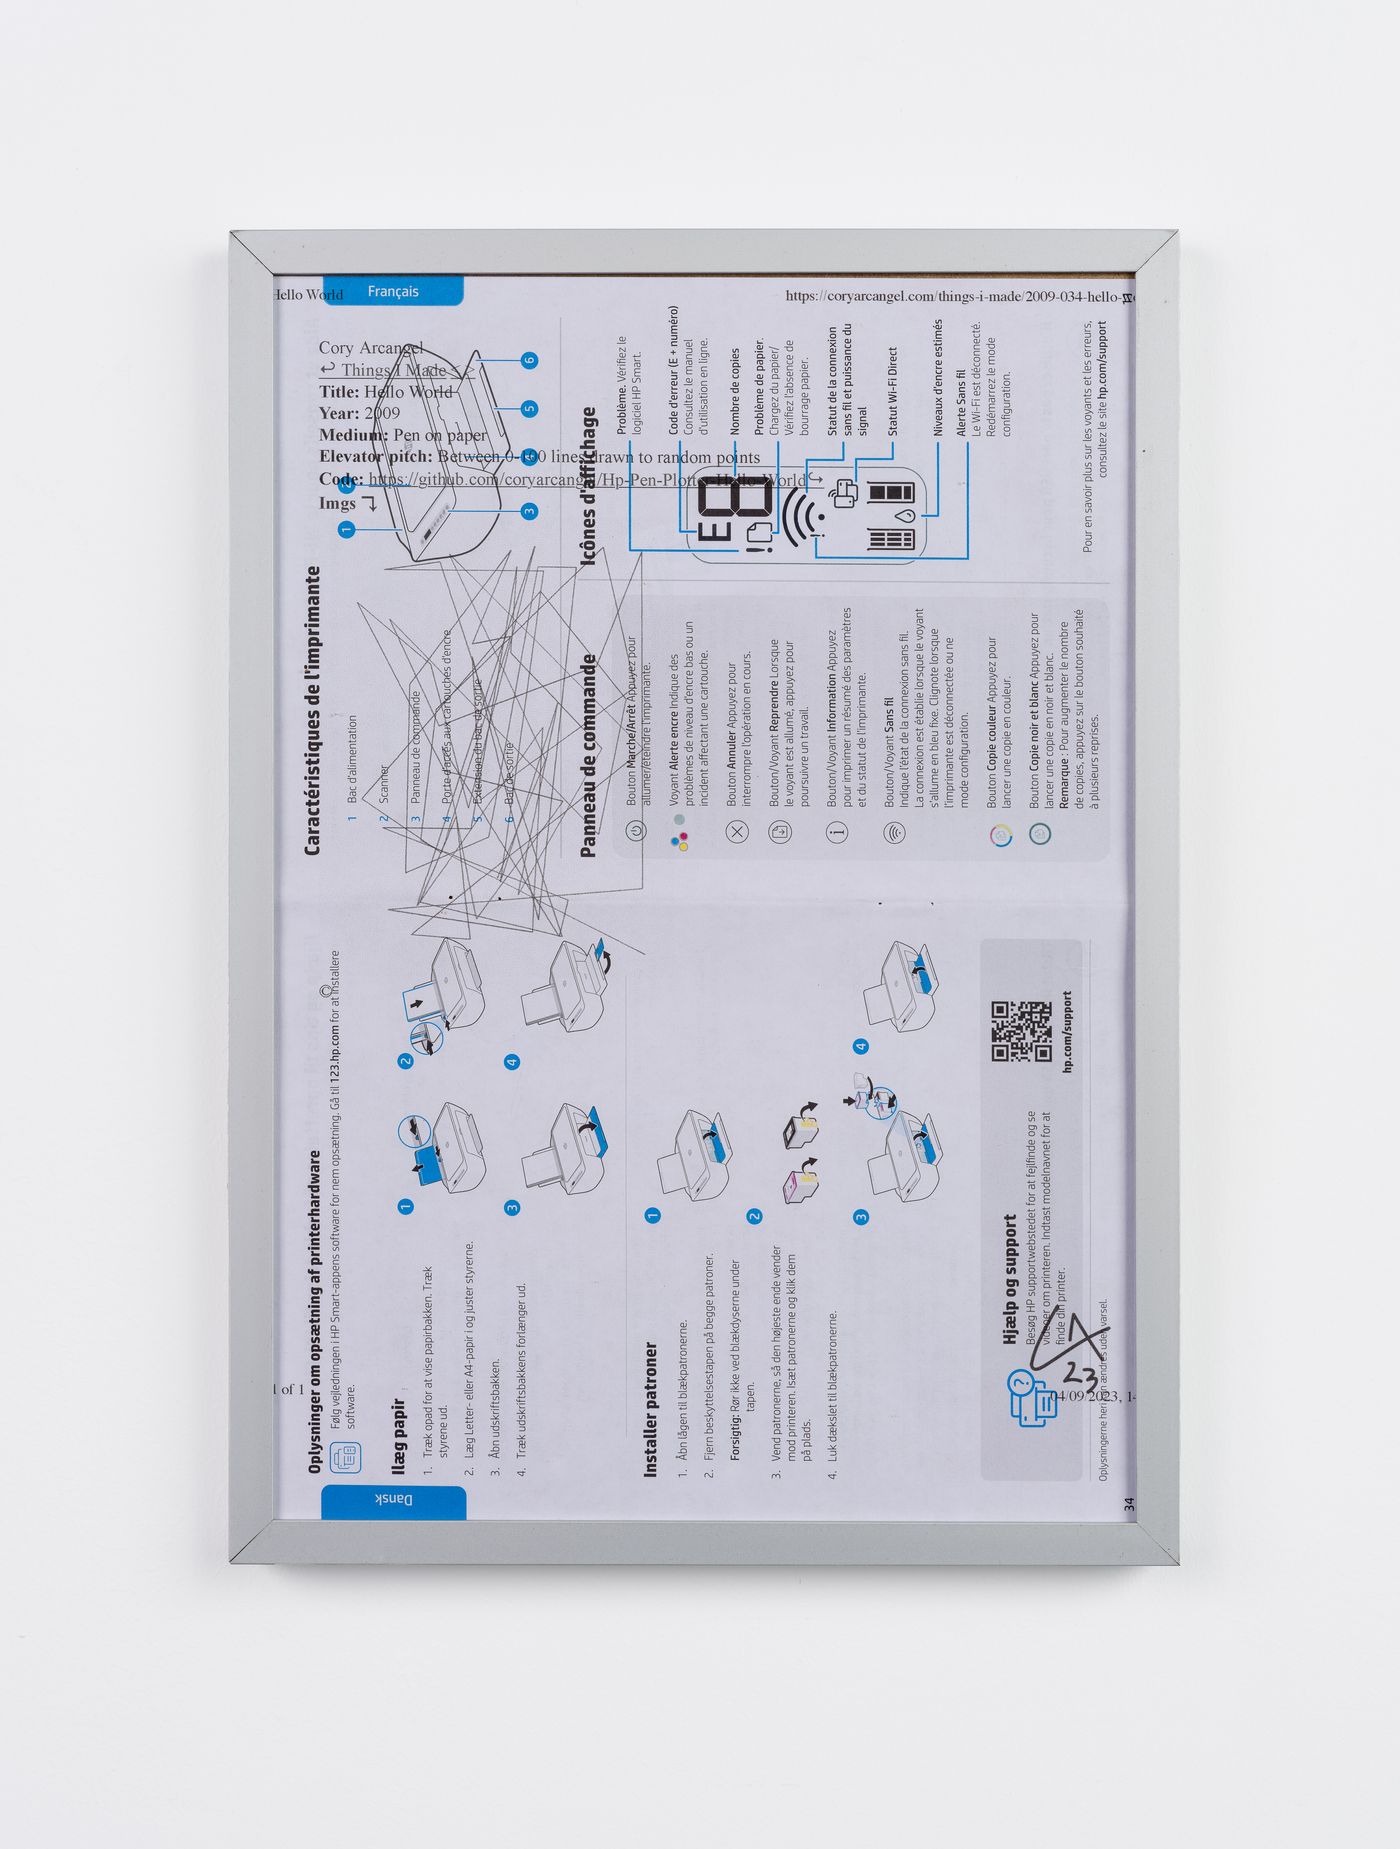 Hello World
https://coryarcangel.com/things-i-made/2009-034-hello-
Cory Arcangel
↩ Things I Made < >
Title: Hello World
Year: 2009
Medium: Pen on paper
Elevator pitch: Between 0-100 lines drawn to random points
Code: https://github.com/coryarcangel/Hp-Pen-Plotter-Hello-World
Imgs
Français
Caractéristiques de l'imprimante
1 Bac d'alimentation
2 Scanner
3 Panneau de commande
4 Porte d'accès aux cartouches d'encre
5 Extension du bac de sortie
6 Bac de sortie
1
2
3
4
5
6
Panneau de commande
Bouton Marche/Arrêt Appuyez pour
allumer/éteindre l'imprimante.
Voyant Alerte encre Indique des
problèmes de niveau d'encre bas ou un
incident affectant une cartouche.
Bouton Annuler Appuyez pour
interrompre l'opération en cours.
Bouton/Voyant Reprendre Lorsque
le voyant est allumé, appuyez pour
poursuivre un travail.
Bouton/Voyant Information Appuyez
pour imprimer un résumé des paramètres
et du statut de l'imprimante.
Bouton/Voyant Sans fil
Indique l'état de la connexion sans fil.
La connexion est établie lorsque le voyant
s'allume en bleu fixe. Clignote lorsque
l'imprimante est déconnectée ou ne
mode configuration.
Bouton Copie couleur Appuyez pour
lancer une copie en couleur.
Bouton Copie noir et blanc Appuyez pour
lancer une copie en noir et blanc.
Remarque : Pour augmenter le nombre
de copies, appuyez sur le bouton souhaité
à plusieurs reprises.
Icônes d'affichage
Problème. Vérifiez le
logiciel HP Smart.
Code d'erreur (E + numéro)
Consultez le manuel
d'utilisation en ligne.
Nombre de copies
Problème de papier.
Chargez du papier/
Vérifiez l'absence de
bourrage papier.
Statut de la connexion
sans fil et puissance du
signal
Statut Wi-Fi Direct
Niveaux d'encre estimés
Alerte Sans fil
Le Wi-Fi est déconnecté.
Redémarrez le mode
configuration.
E8
Pour en savoir plus sur les voyants et les erreurs,
consultez le site hp.com/support
Dansk
Oplysninger om opsætning af printerhardware
Følg vejledningen i HP Smart-appens software for nem opsætning. Gå til 123.hp.com for at installere
software.
Ilæg papir
1. Træk opad for at vise papirbakken. Træk
styrene ud.
2. Læg Letter- eller A4-papir i og juster styrerne.
3. Åbn udskriftsbakken.
4. Træk udskriftsbakkens forlænger ud.
1
2
3
4
Installer patroner
1. Åbn lågen til blækpatronerne.
2. Fjern beskyttelsestapen på begge patroner.
Forsigtig: Rør ikke ved blækdyserne under
tapen.
3. Vend patronerne, så den højeste ende vender
mod printeren. Isæt patronerne og klik dem
på plads.
4. Luk dækslet til blækpatronerne.
1
2
3
4
Hjælp og support
Besøg HP supportwebstedet for at fejlfinde og se
videoer om printeren. Indtast modelnavnet for at
finde din printer.
hp.com/support
Oplysningerne heri kan ændres uden varsel.
34
1 of 1
23
04/09/2023, 1